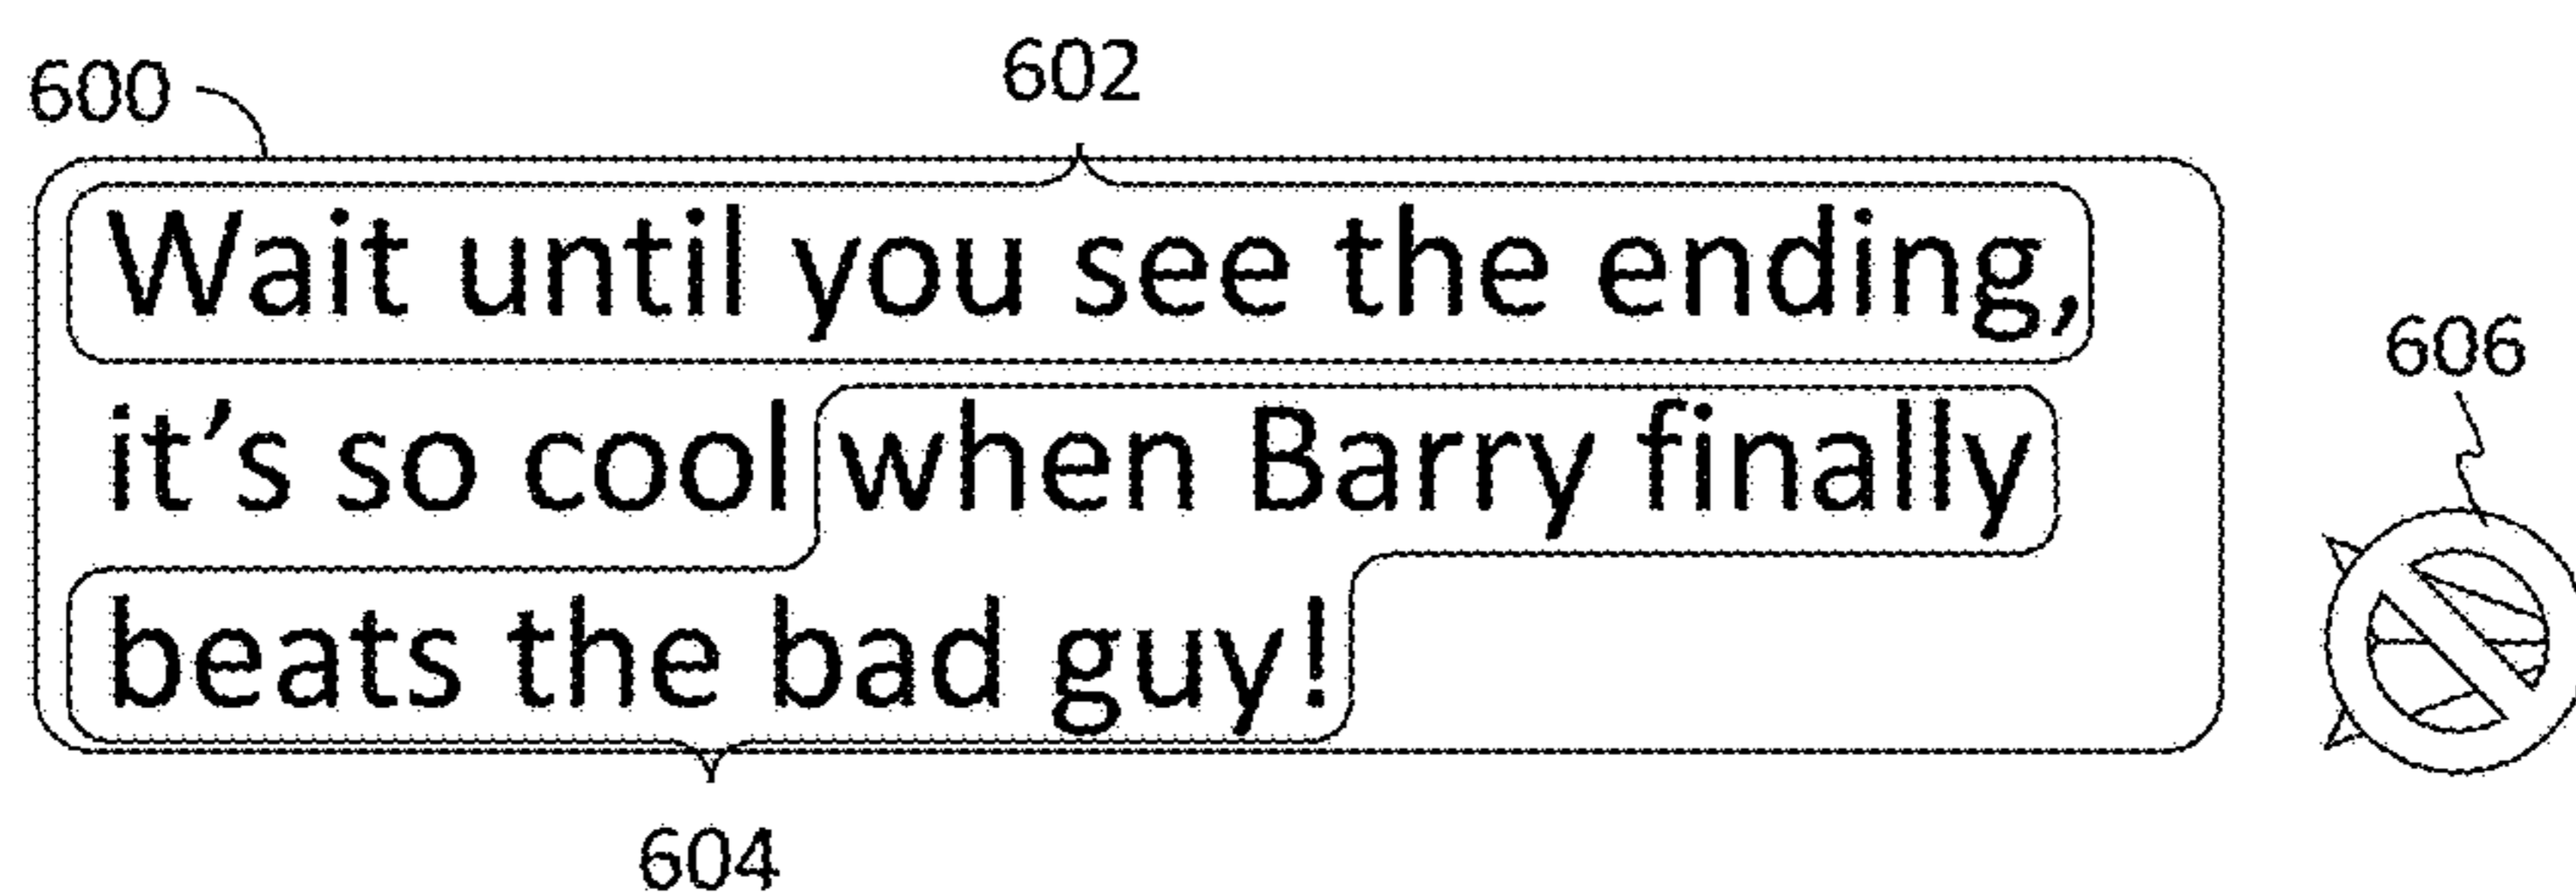 600
602
Wait until you see the ending,
it’s so cool when Barry finally
beats the bad guy!
606
604